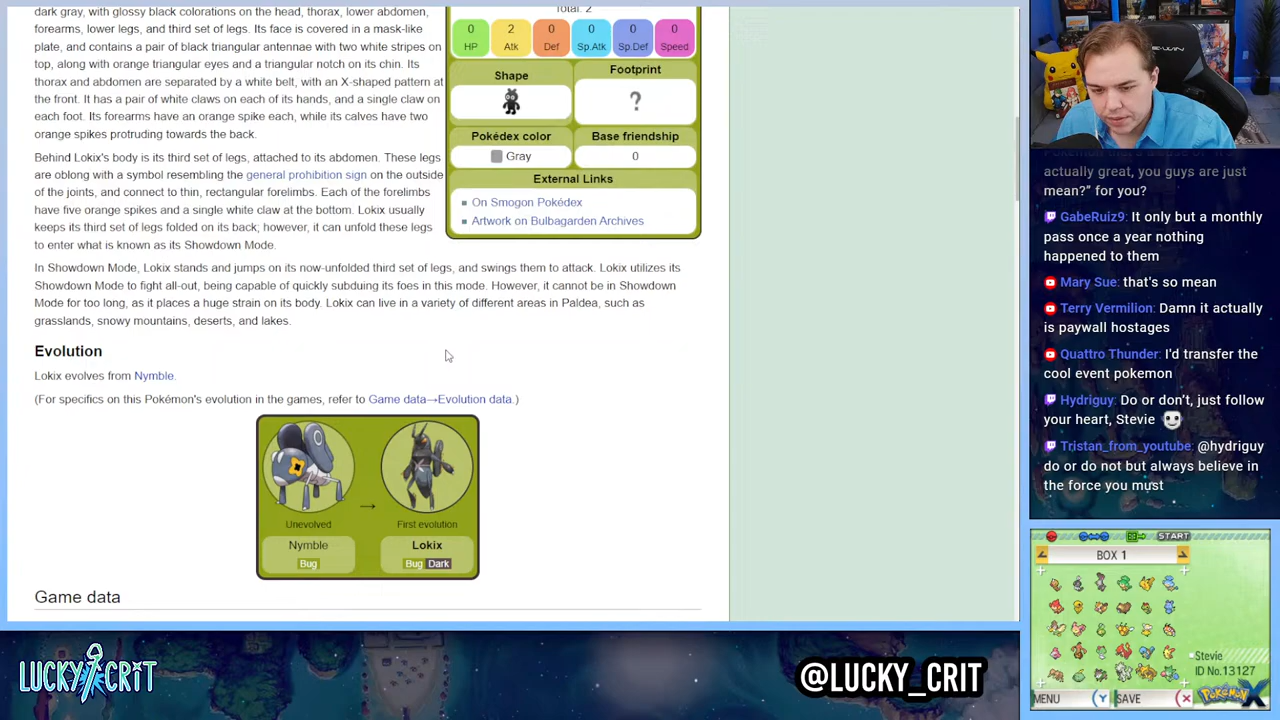 dark gray, with glossy black colorations on the head, thorax, lower abdomen,
forearms, lower legs, and third set of legs. Its face is covered in a mask-like
plate, and contains a pair of black triangular antennae with two white stripes on
top, along with orange triangular eyes and a triangular notch on its chin. Its
thorax and abdomen are separated by a white belt, with an X-shaped pattern at
the front. It has a pair of white claws on each of its hands, and a single claw on
each foot. Its forearms have an orange spike each, while its calves have two
orange spikes protruding towards the back.
Behind Lokix's body is its third set of legs, attached to its abdomen. These legs
are oblong with a symbol resembling the general prohibition sign on the outside
of the joints, and connect to thin, rectangular forelimbs. Each of the forelimbs
have five orange spikes and a single white claw at the bottom. Lokix usually
keeps its third set of legs folded on its back; however, it can unfold these legs
to enter what is known as its Showdown Mode.
In Showdown Mode, Lokix stands and jumps on its now-unfolded third set of legs, and swings them to attack. Lokix utilizes its
Showdown Mode to fight all-out, being capable of quickly subduing its foes in this mode. However, it cannot be in Showdown
Mode for too long, as it places a huge strain on its body. Lokix can live in a variety of different areas in Paldea, such as
grasslands, snowy mountains, deserts, and lakes.
Evolution
Lokix evolves from Nymble.
(For specifics on this Pokémon's evolution in the games, refer to Game data→Evolution data.)
→
Unevolved
First evolution
Nymble
Bug
Lokix
Bug Dark
Game data
Total: 2
0 2 0 0 0 0
HP Atk Def Sp.Atk Sp.Def Speed
Shape
Footprint
?
Pokédex color
Base friendship
Gray
0
External Links
On Smogon Pokédex
Artwork on Bulbagarden Archives
actually great, you guys are just
mean?" for you?
GabeRuiz9: It only but a monthly
pass once a year nothing
happened to them
Mary Sue: that's so mean
Terry Vermilion: Damn it actually
is paywall hostages
Quattro Thunder: I'd transfer the
cool event pokemon
Hydriguy: Do or don't, just follow
your heart, Stevie
Tristan_from_youtube: @hydriguy
do or do not but always believe in
the force you must
START
BOX 1
Stevie
ID No.13127
MENU
Y
SAVE
X
Pokémon X
LUCKY CRIT
@LUCKY_CRIT